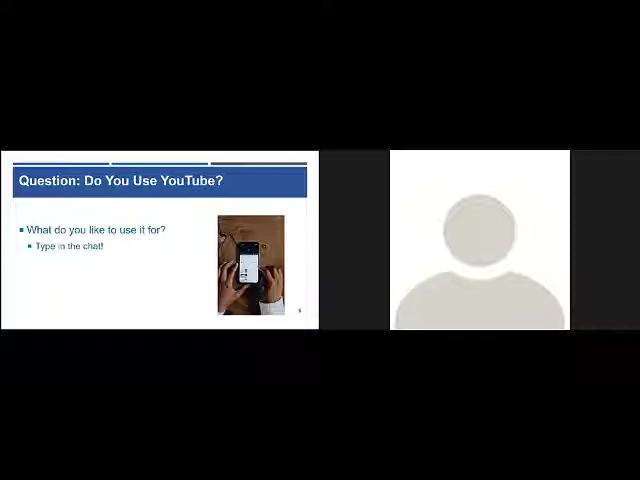 Question: Do You Use YouTube?
What do you like to use it for?
Type in the chat!